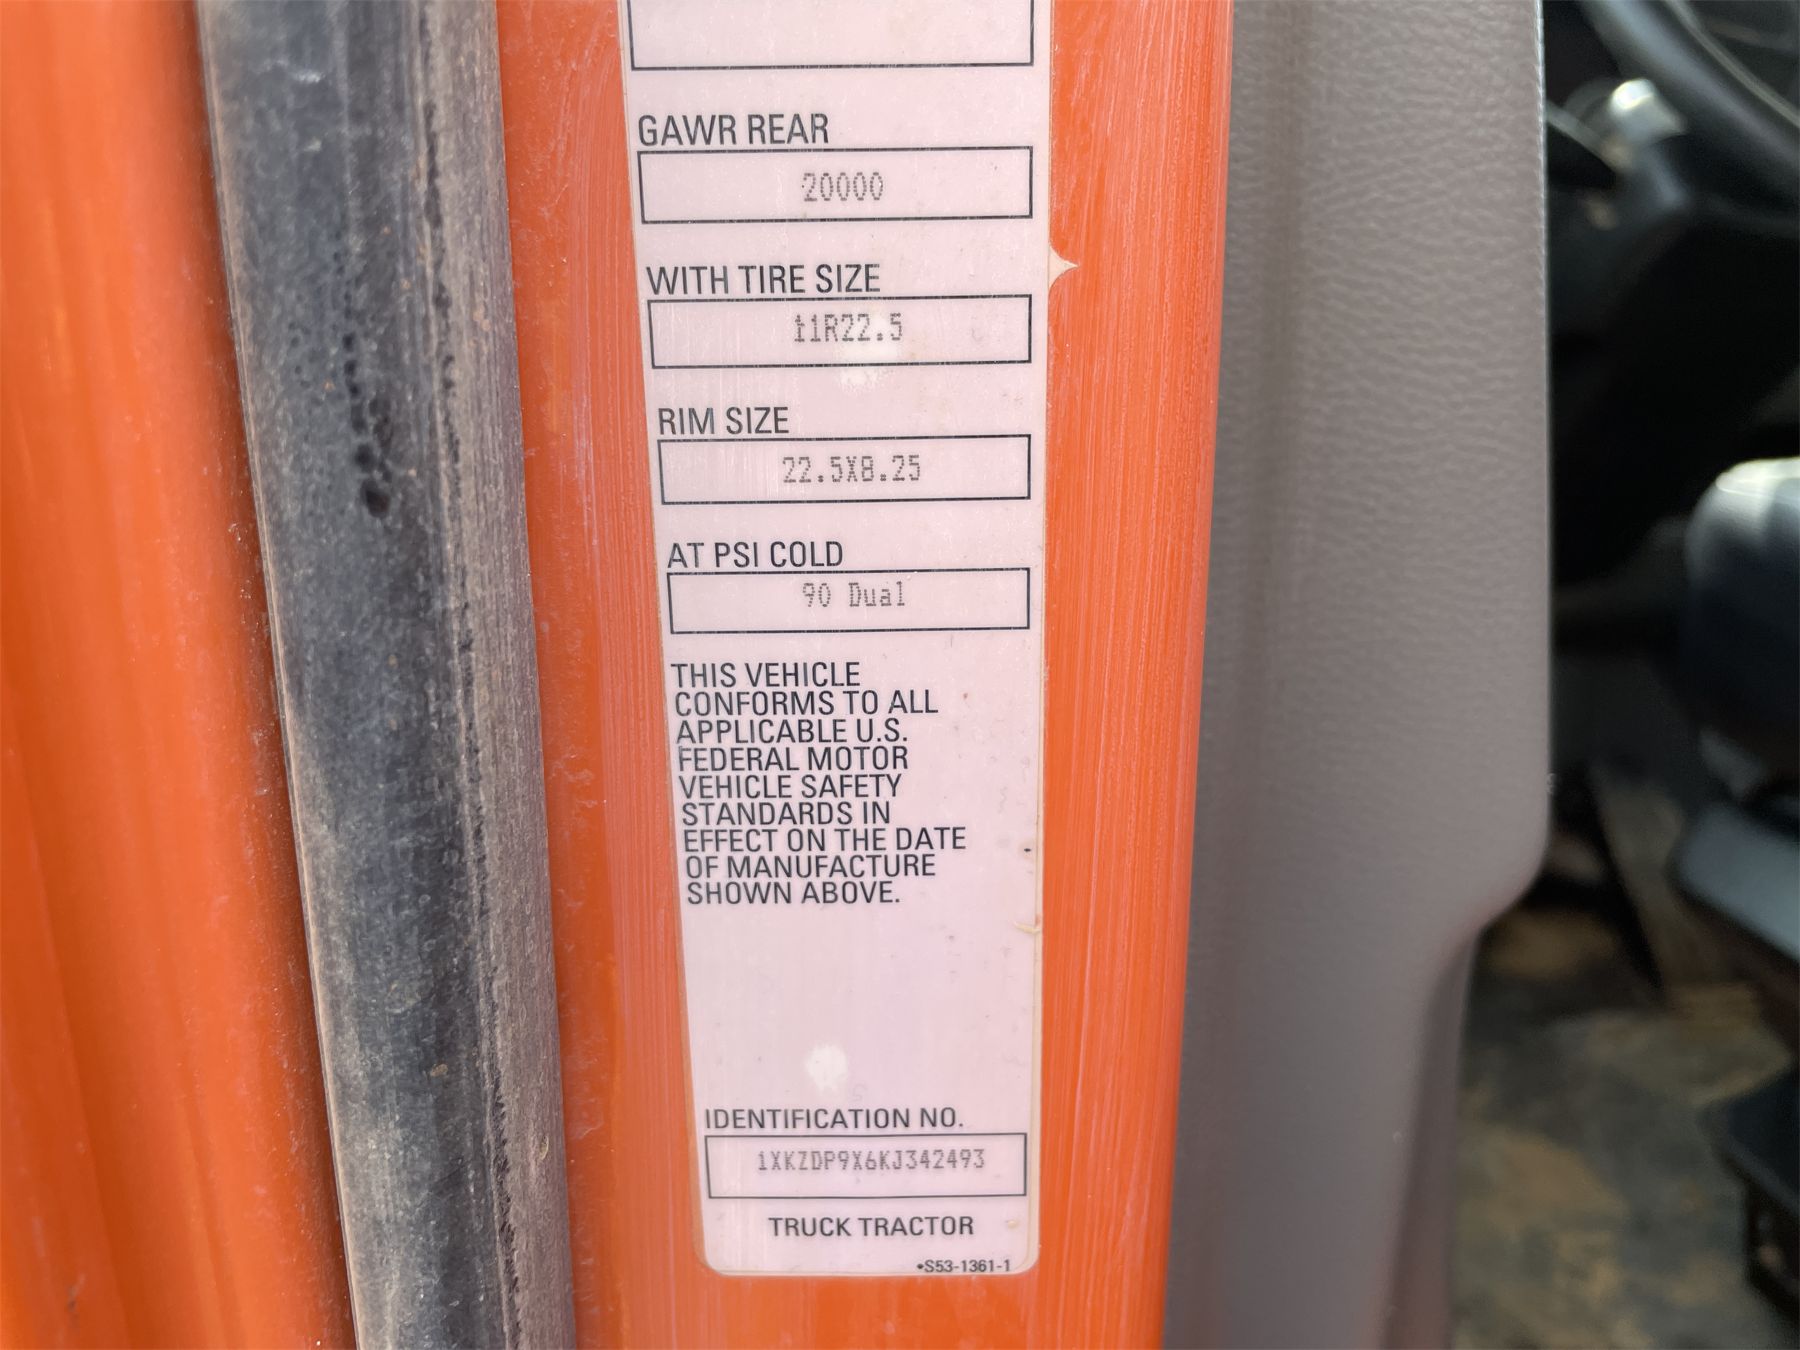 GAWR REAR
20000
WITH TIRE SIZE
11R22.5
RIM SIZE
22.5X8.25
AT PSI COLD
90 Dual
THIS VEHICLE
CONFORMS TO ALL
APPLICABLE U.S.
FEDERAL MOTOR
VEHICLE SAFETY
STANDARDS IN
EFFECT ON THE DATE
OF MANUFACTURE
SHOWN ABOVE.
IDENTIFICATION NO.
1XKZDP9X6KJ342493
TRUCK TRACTOR
•S53-1361-1